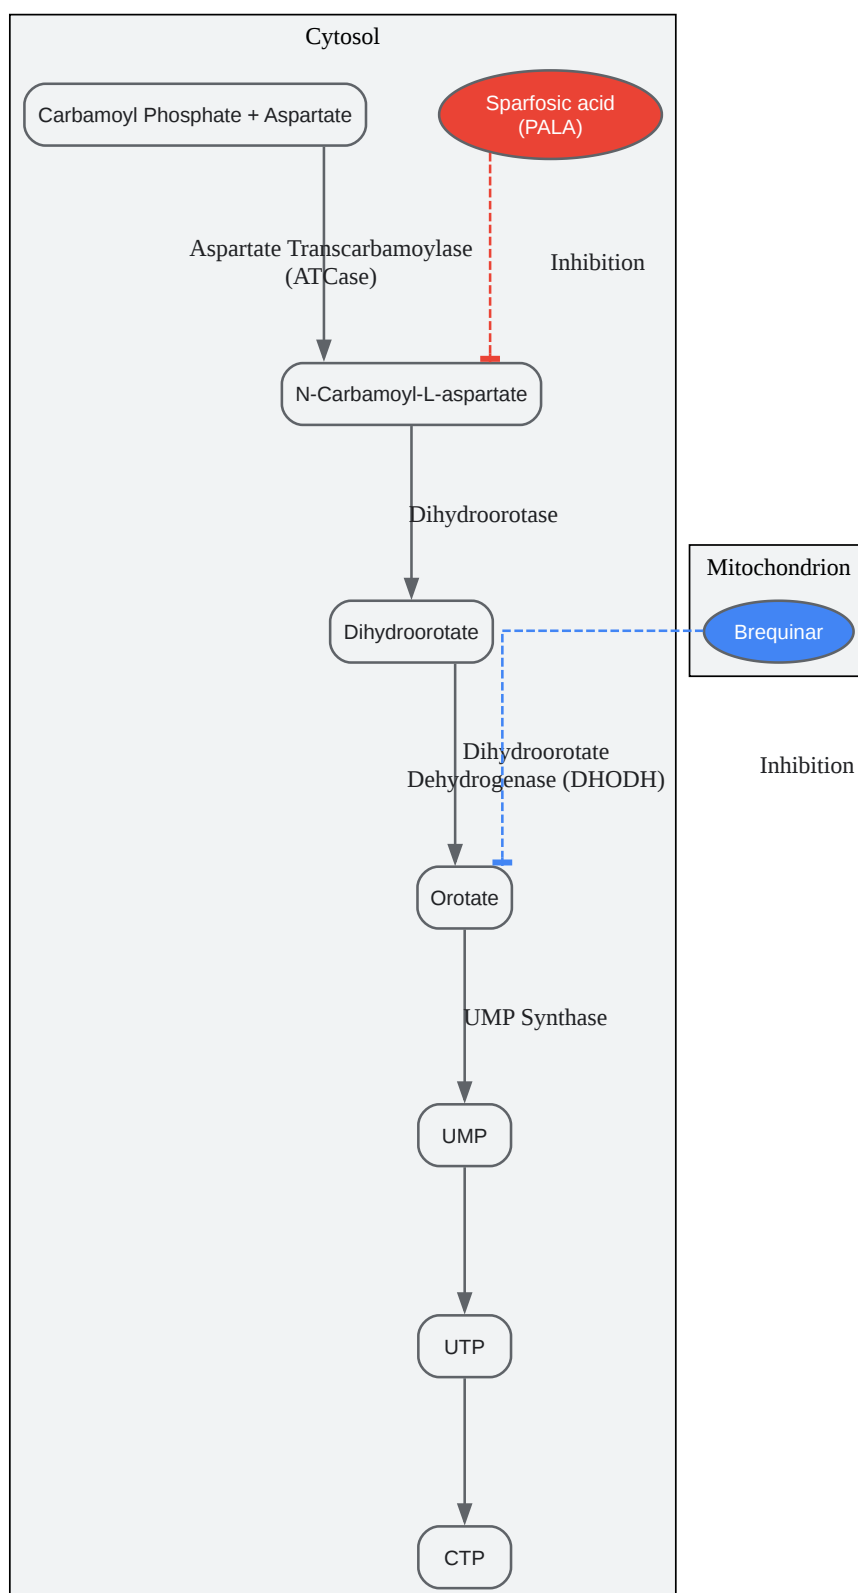 Cytosol
Carbamoyl Phosphate + Aspartate
Sparfosic acid
(PALA)
Aspartate Transcarbamoylase
(ATCase)
Inhibition
N-Carbamoyl-L-aspartate
Dihydroorotase
Mitochondrion
Dihydroorotate
Brequinar
Dihydroorotate
Dehydrogenase (DHODH)
Inhibition
Orotate
UMP Synthase
UMP
UTP
CTP